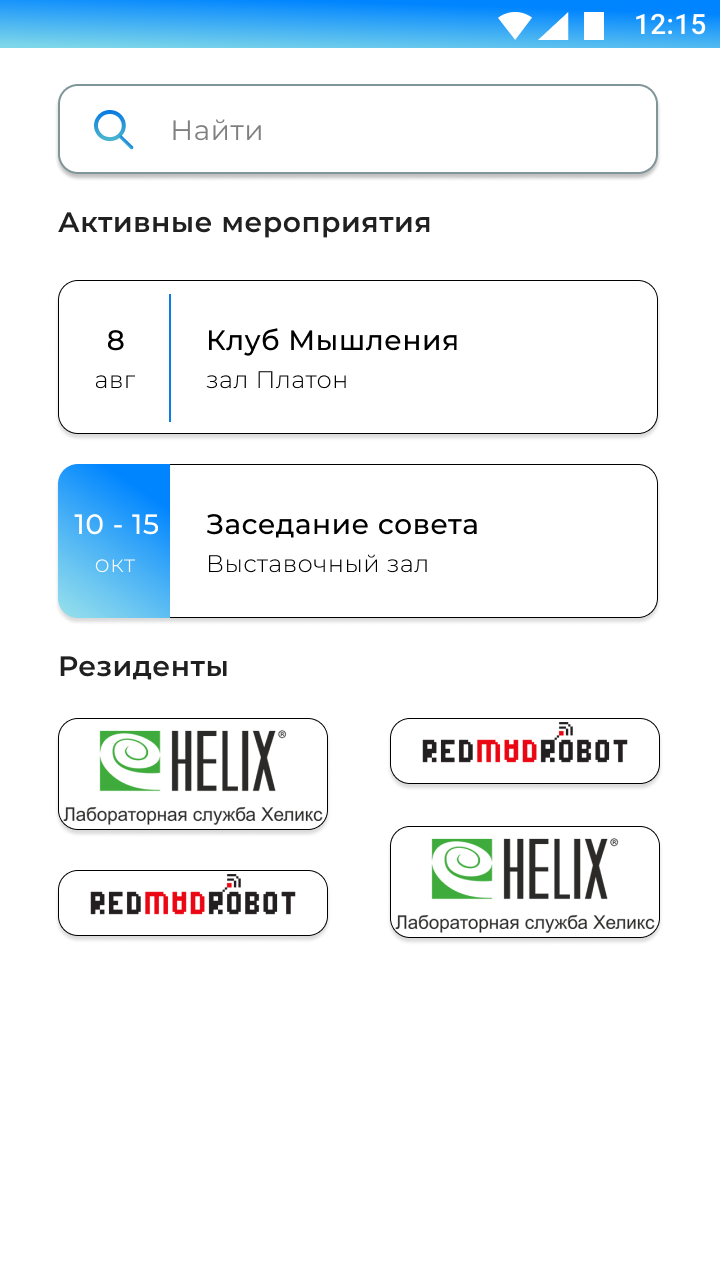 12:15
Найти
Активные мероприятия
8
авг
Клуб Мышления
зал Платон
10 - 15
окт
Заседание совета
Выставочный зал
Резиденты
HELIX®
Лабораторная служба Хеликс
REDMADROBOT
REDMADROBOT
HELIX®
Лабораторная служба Хеликс